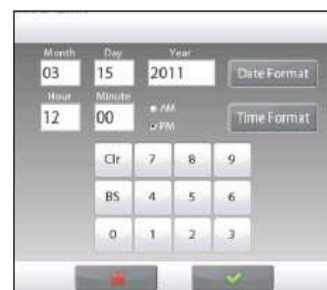 Month Day Year
03 15 2011 Date Format
Hour Minute
12 00 AM Time Format
PM
Clr 7 8 9
BS 4 5 6
0 1 2 3